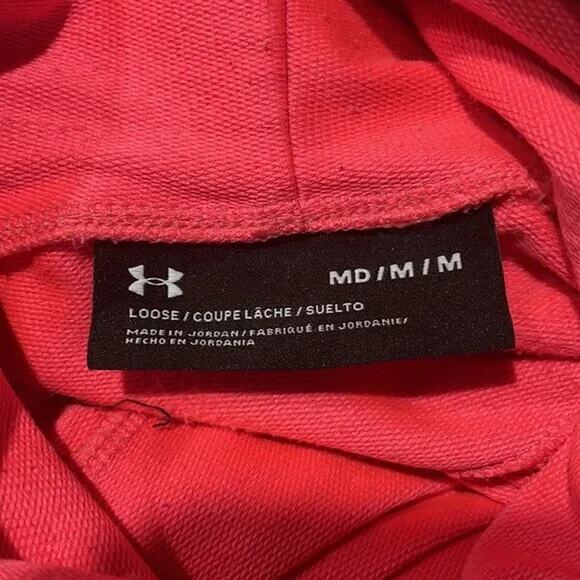 MD / M / M
LOOSE / COUPE LÂCHE / SUELTO
MADE IN JORDAN / FABRIQUÉ EN JORDANIE /
HECHO EN JORDANIA